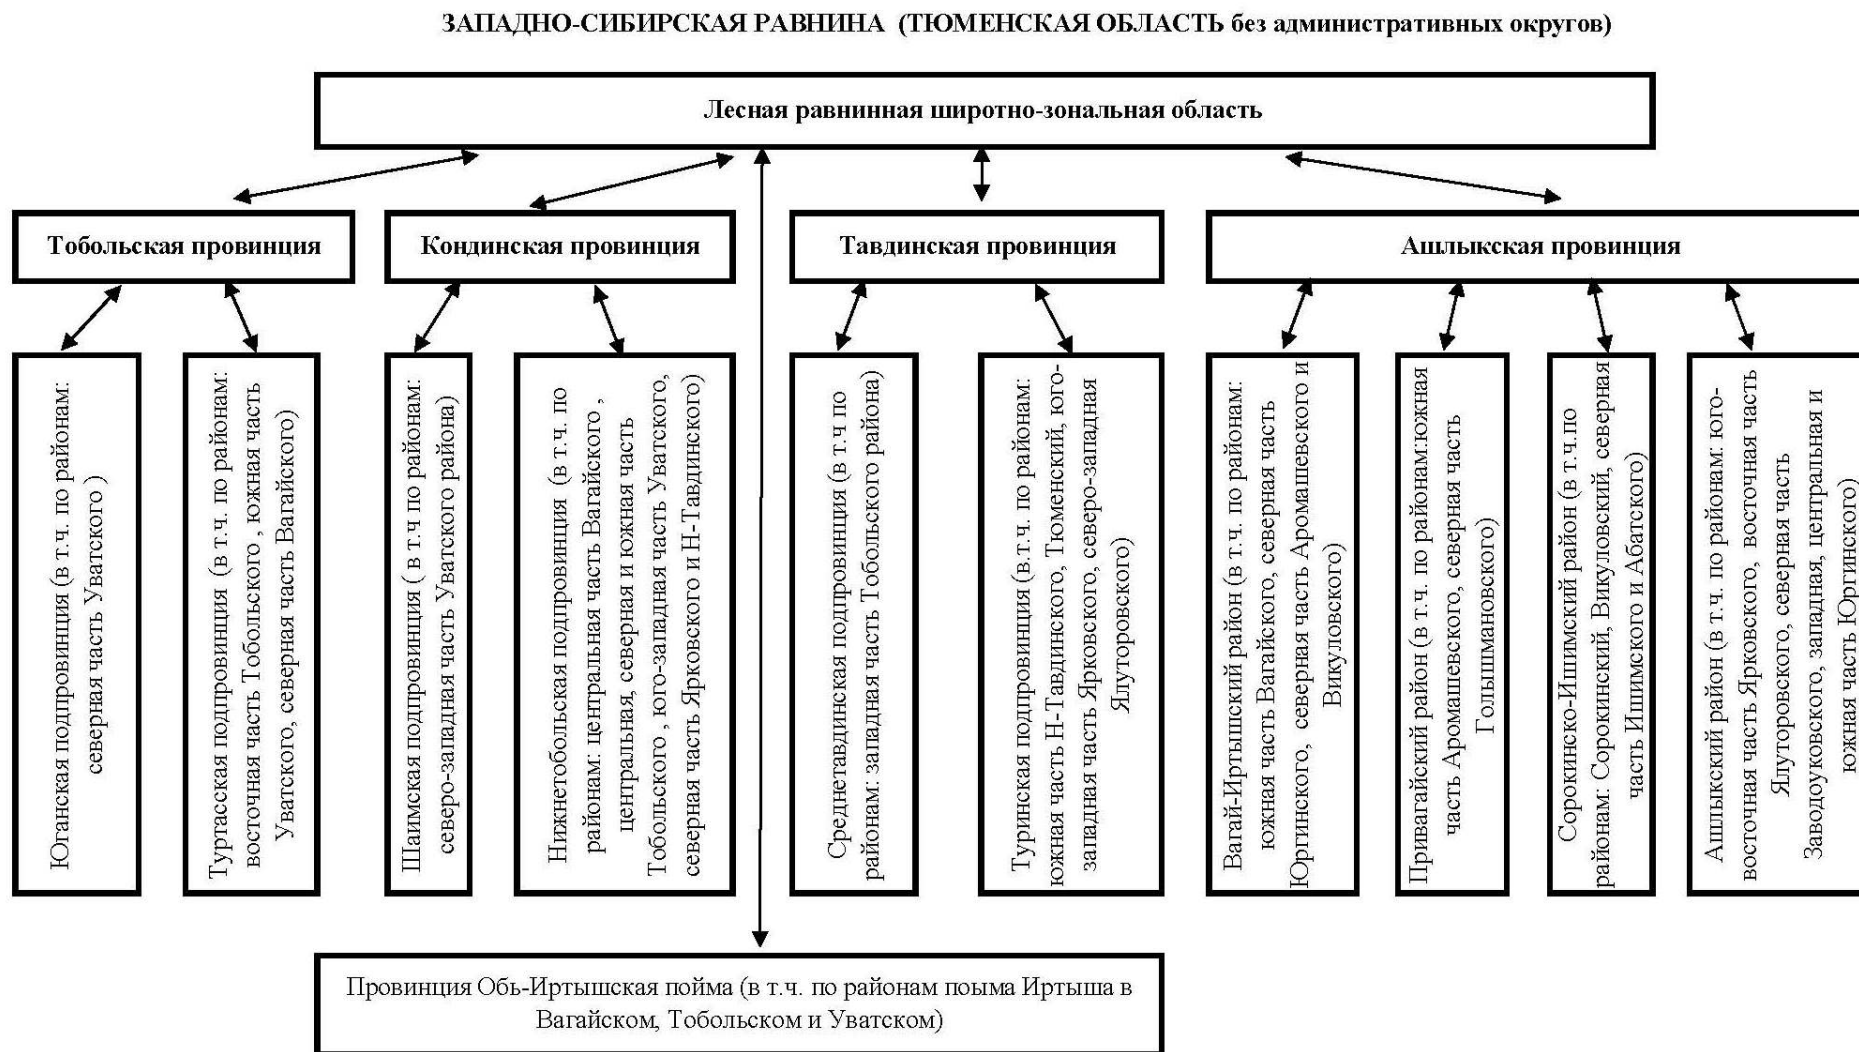 ЗАПАДНО-СИБИРСКАЯ РАВНИНА (ТЮМЕНСКАЯ ОБЛАСТЬ без административных округов)
Лесная равнинная широтно-зональная область
Тобольская провинция
Кондинская провинция
Тавдинская провинция
Ашлыкская провинция
Юганская подпровинция (в т.ч. по районам:
северная часть Уватского )
Туртасская подпровинция (в т.ч. по районам:
восточная часть Тобольского , южная часть
Уватского, северная часть Вагайского)
Шаимская подпровинция ( в т.ч по районам:
северо-западная часть Уватского района)
Нижнетобольская подпровинция (в т.ч. по
районам: центральная часть Вагайского ,
центральная, северная и южная часть
Тобольского , юго-западная часть Уватского,
северная часть Ярковского и Н-Тавдинского)
Среднетавдинская подпровинция (в т.ч по
районам: западная часть Тобольского района)
Туринская подпровинция (в.т.ч. по районам:
южная часть Н-Тавдинского, Тюменский, юго-
западная часть Ярковского, северо-западная
Ялуторовского)
Вагай-Иртышский район (в т.ч. по районам:
южная часть Вагайского, северная часть
Юргинского, северная часть Аромашевского и
Викуловского)
Привагайский район (в т.ч. по районам:южная
часть Аромашевского, северная часть
Голышмановского)
Сорокинско-Ишимский район (в т.ч.по
районам: Сорокинский, Викуловский, северная
часть Ишимского и Абатского)
Ашлыкский район (в т.ч. по районам: юго-
восточная часть Ярковского, восточная часть
Ялуторовского, северная часть
Заводоуковского, западная, центральная и
южная часть Юргинского)
Провинция Обь-Иртышская пойма (в т.ч. по районам поыма Иртыша в
Вагайском, Тобольском и Уватском)